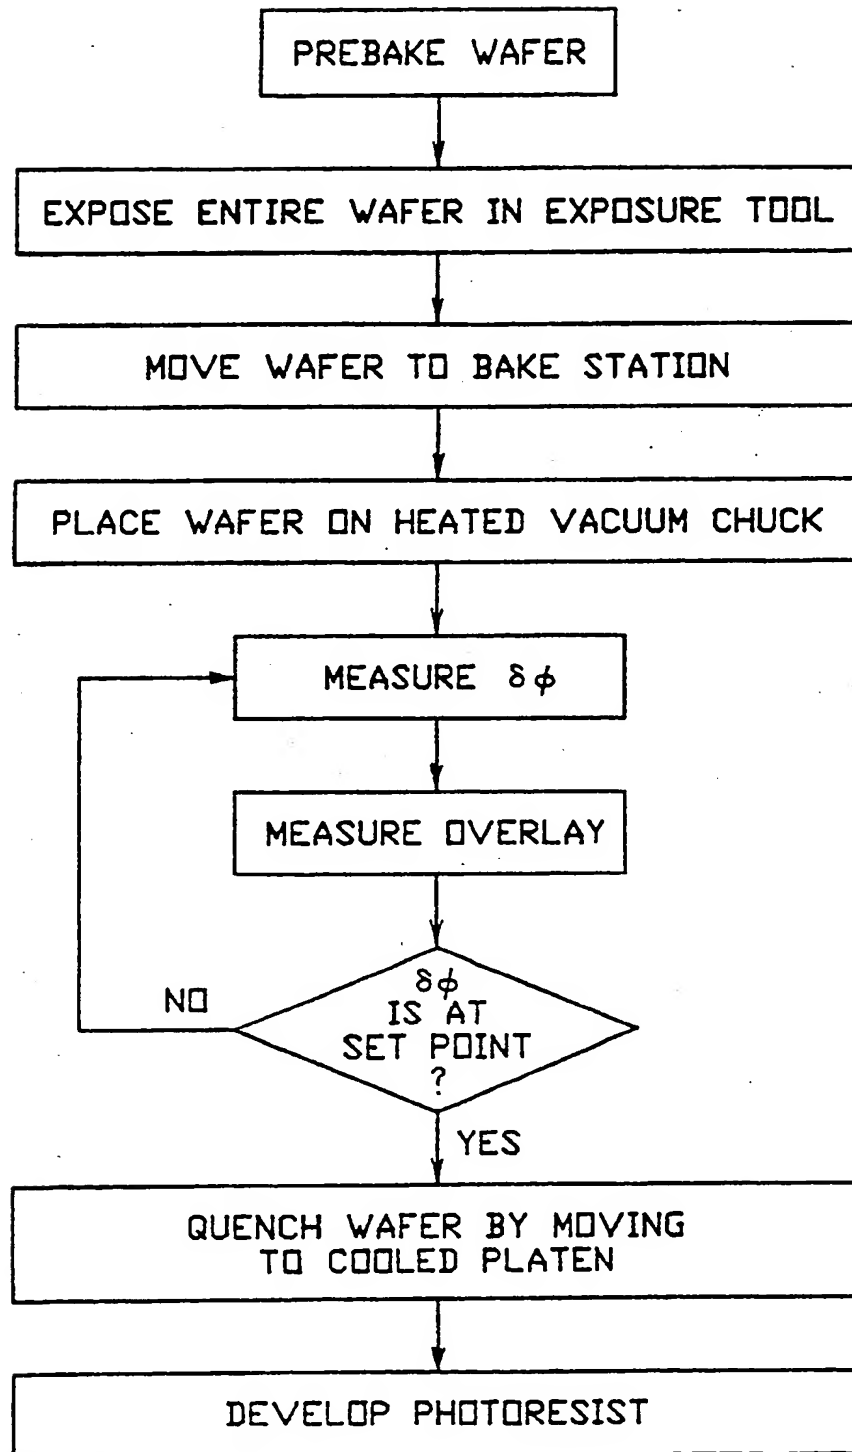 PREBAKE WAFER
EXPOSE ENTIRE WAFER IN EXPOSURE TOOL
MOVE WAFER TO BAKE STATION
PLACE WAFER ON HEATED VACUUM CHUCK
MEASURE δϕ
MEASURE OVERLAY
δϕ
IS AT
SET POINT
?
NO
YES
QUENCH WAFER BY MOVING
TO COOLED PLATEN
DEVELOP PHOTORESIST